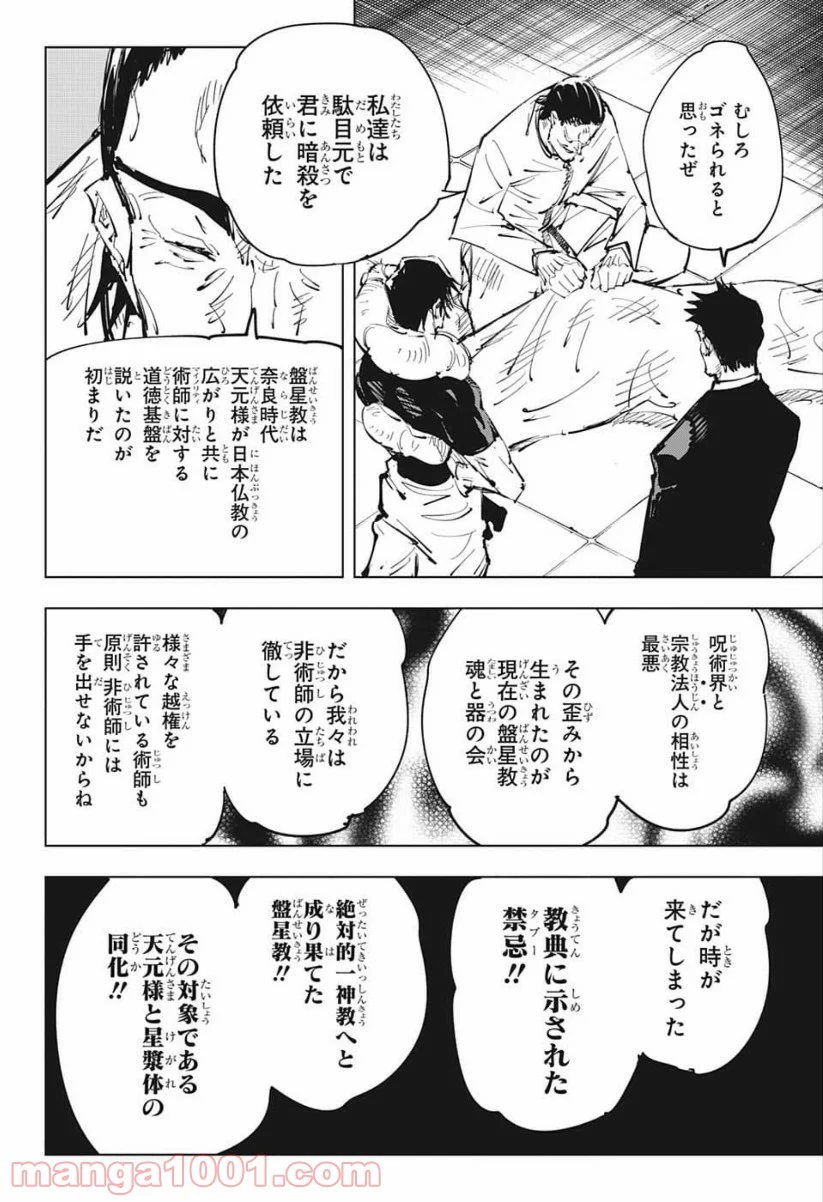 むしろ
ゴネられると
思ったぜ
私達は
駄目元で
君に暗殺を
依頼した
盤星教は
奈良時代
天元様が日本仏教の
広がりと共に
術師に対する
道徳基盤を
説いたのが
初まりだ
呪術界と
宗教法人の相性は
最悪
その歪みから
生まれたのが
現在の盤星教
魂と器の会
だから我々は
非術師の立場に
徹している
様々な越権を
許されている術師も
原則 非術師には
手を出せないからね
だが時が
来てしまった
教典に示された
禁忌!!
絶対的一神教へと
成り果てた
盤星教!!
その対象である
天元様と星漿体の
同化!!
manga1001.com